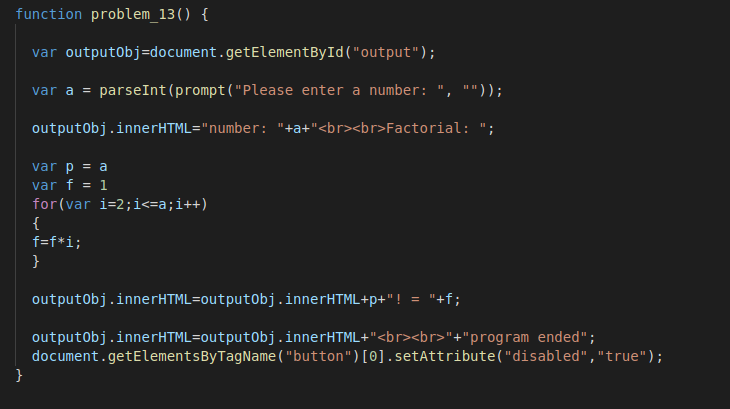 function problem_13() {
var outputObj=document.getElementById("output");
var a = parseInt(prompt("Please enter a number: ", ""));
outputObj.innerHTML="number: "+a+"<br><br>Factorial: ";
var p = a
var f = 1
for(var i=2;i<=a;i++)
{
f=f*i;
}
outputObj.innerHTML=outputObj.innerHTML+p+"! = "+f;
outputObj.innerHTML=outputObj.innerHTML+"<br><br>"+"program ended";
document.getElementsByTagName("button")[0].setAttribute("disabled","true");
}